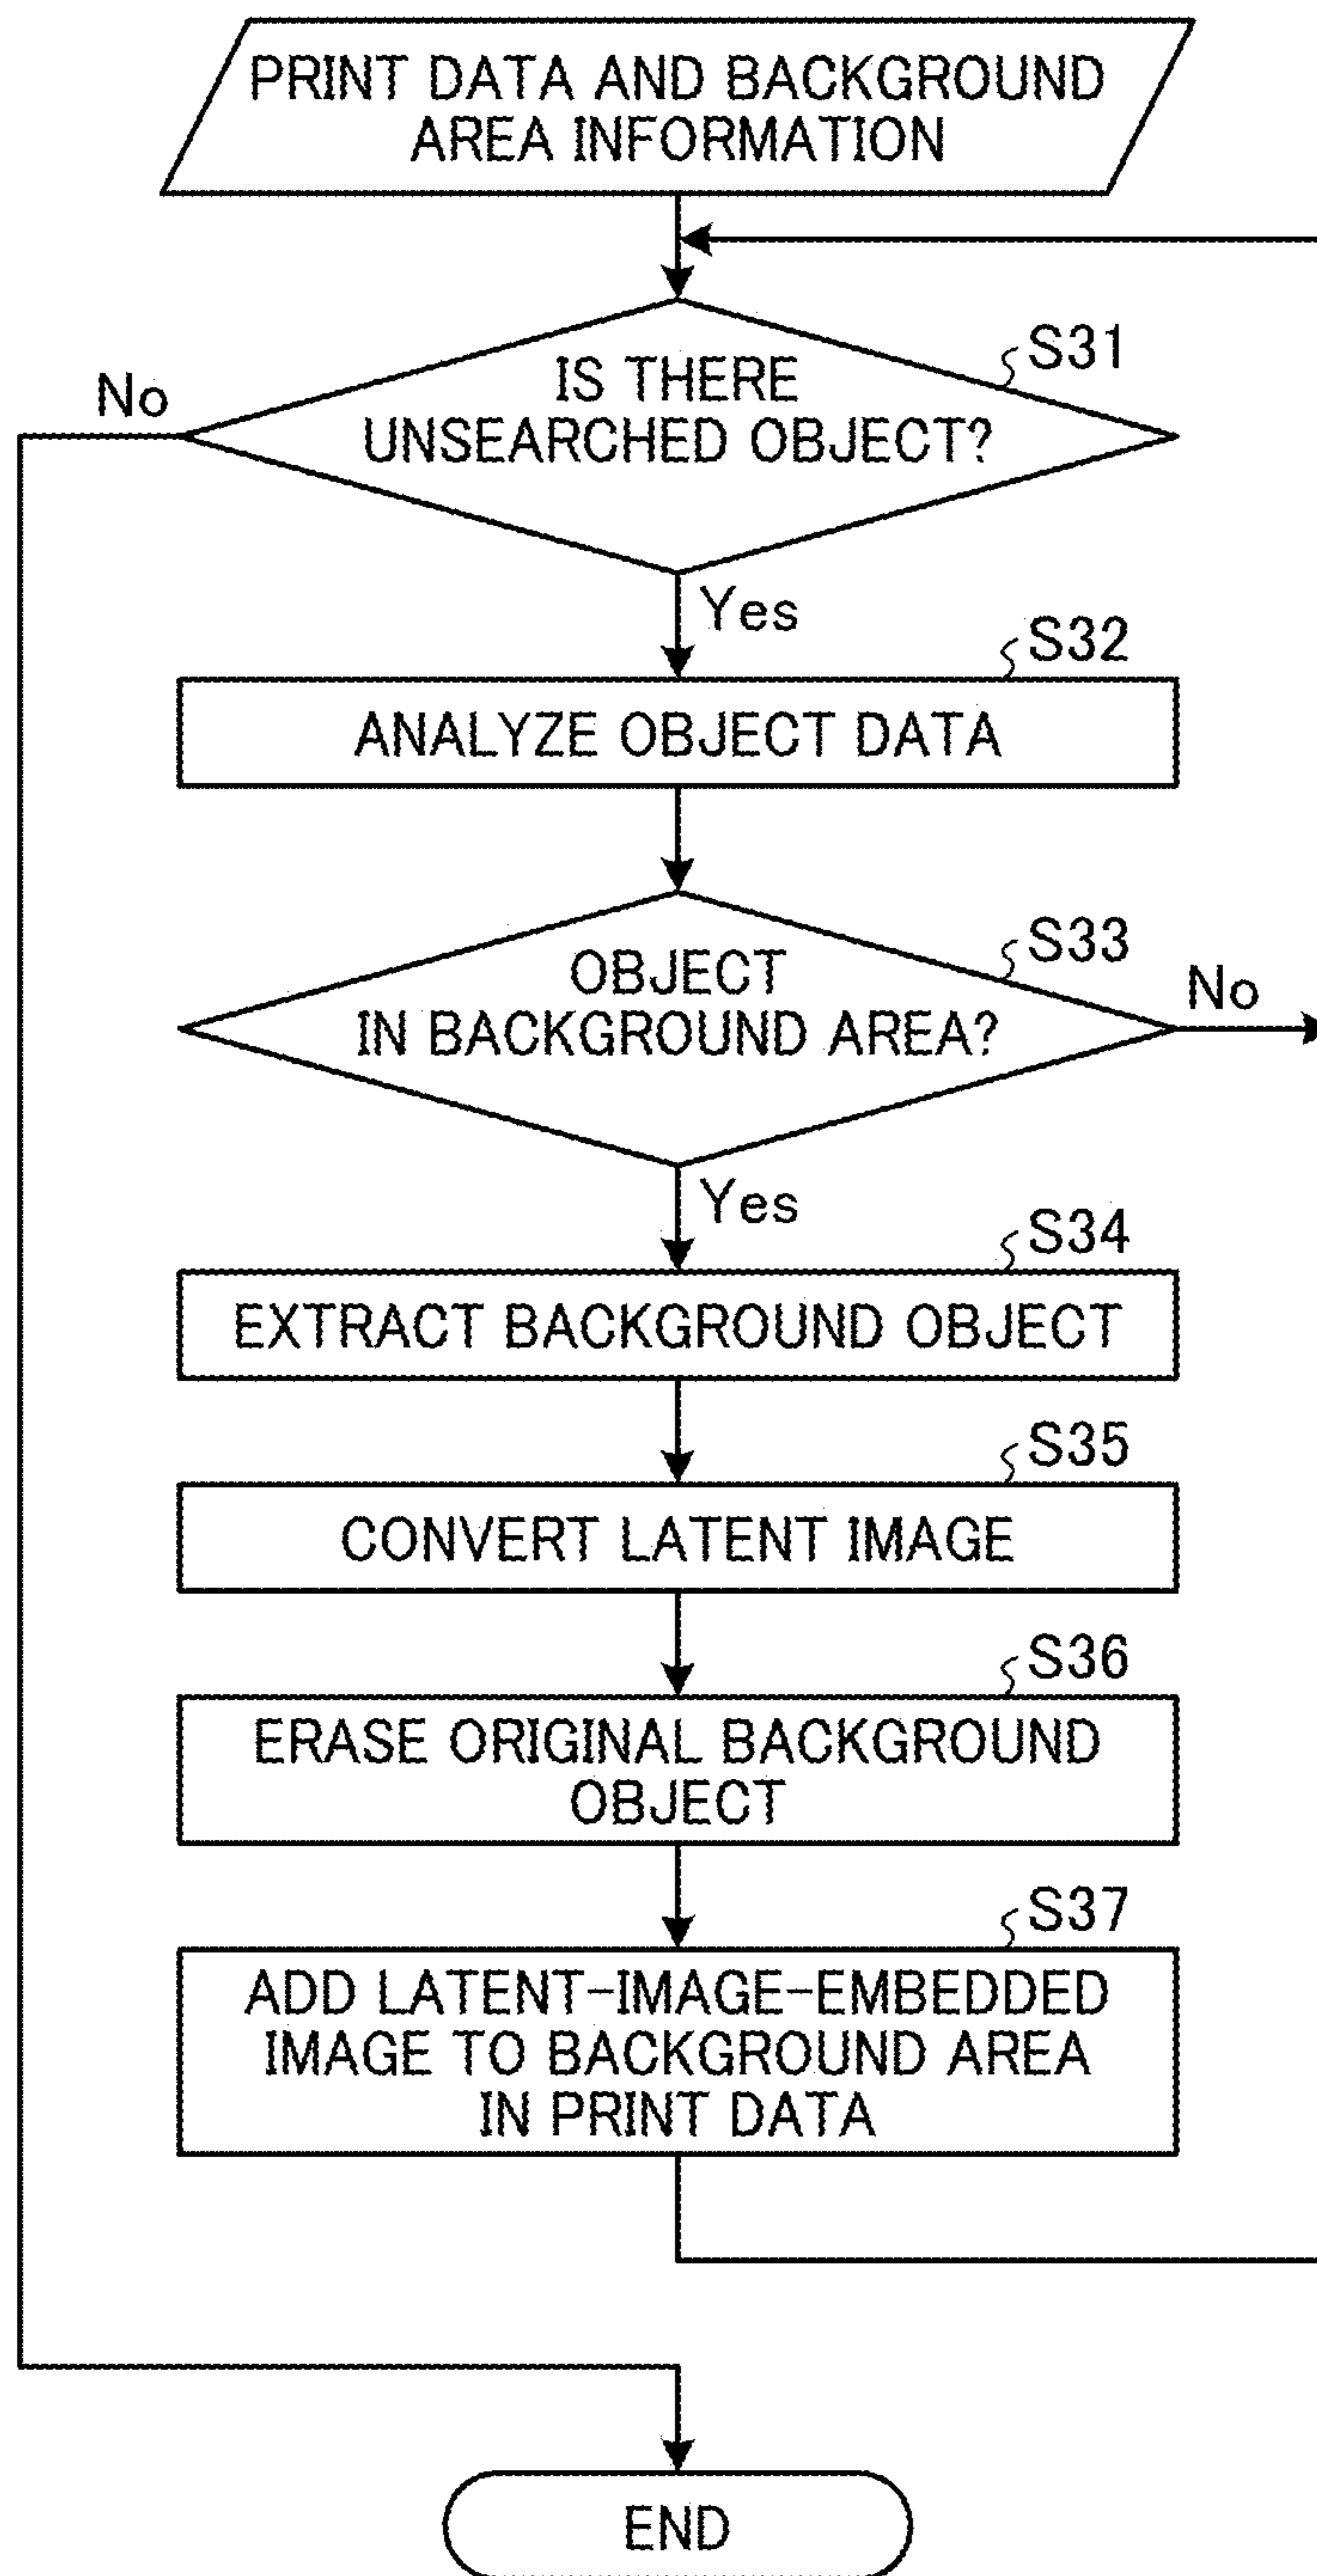 PRINT DATA AND BACKGROUND
AREA INFORMATION
S31
IS THERE
UNSEARCHED OBJECT?
No
Yes
S32
ANALYZE OBJECT DATA
S33
OBJECT
IN BACKGROUND AREA?
No
Yes
S34
EXTRACT BACKGROUND OBJECT
S35
CONVERT LATENT IMAGE
S36
ERASE ORIGINAL BACKGROUND
OBJECT
S37
ADD LATENT-IMAGE-EMBEDDED
IMAGE TO BACKGROUND AREA
IN PRINT DATA
END